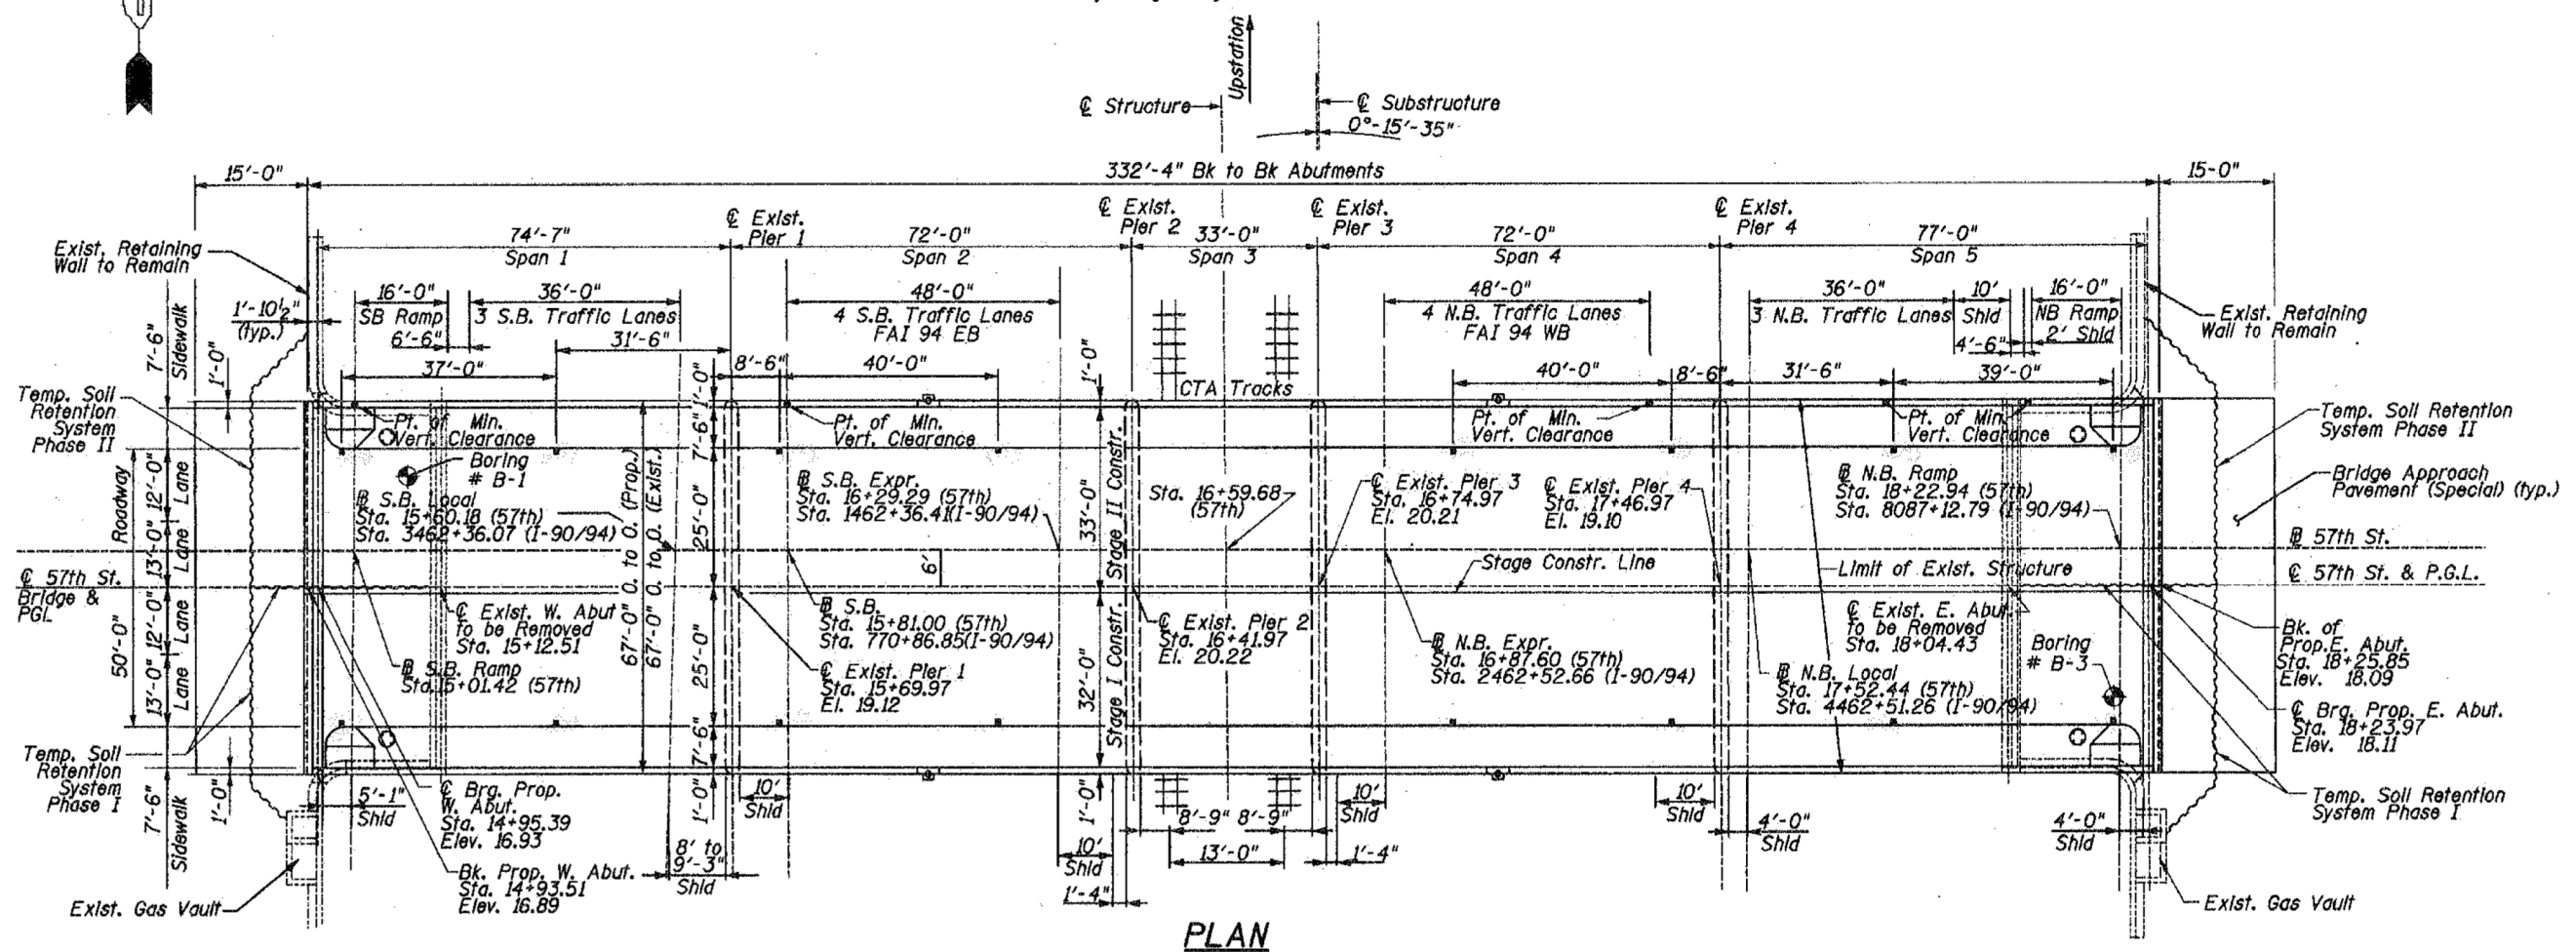 Upstation
℄ Structure
℄ Substructure
0°-15'-35"
15'-0"
332'-4" Bk to Bk Abutments
15-0"
℄ Exist.
Pier 1
℄ Exist.
Pier 2
℄ Exist.
Pier 3
℄ Exist.
Pier 4
74'-7"
Span 1
72'-0"
Span 2
33'-0"
Span 3
72'-0"
Span 4
77'-0"
Span 5
Exist. Retaining
Wall to Remain
1'-10½"
(typ.)
16'-0"
SB Ramp
6'-6"
36'-0"
3 S.B. Traffic Lanes
48'-0"
4 S.B. Traffic Lanes
FAI 94 EB
48'-0"
4 N.B. Traffic Lanes
FAI 94 WB
36'-0"
3 N.B. Traffic Lanes
10'
Shld
16'-0"
NB Ramp
2' Shld
4'-6"
Exist. Retaining
Wall to Remain
7'-6"
Sidewalk
1'-0"
37'-0"
31'-6"
8'-6"
40'-0"
1'-0"
CTA Tracks
40'-0"
8'-6"
31'-6"
39'-0"
Temp. Soil
Retention
System
Phase II
Pt. of Min.
Vert. Clearance
Pt. of Min.
Vert. Clearance
Pt. of Min.
Vert. Clearance
Pt. of Min.
Vert. Clearance
Temp. Soil Retention
System Phase II
Boring
# B-1
℔ S.B. Local
Sta. 15+60.18 (57th)
Sta. 3462+36.07 (I-90/94)
67'-0" O. to O. (Prop.)
67'-0" O. to O. (Exist.)
1'-0"
7'-6"
25'-0"
25'-0"
7'-6"
1'-0"
℔ S.B. Expr.
Sta. 16+29.29 (57th)
Sta. 1462+36.41(I-90/94)
33'-0"
Stage II Constr.
32'-0"
Stage I Constr.
Sta. 16+59.68
(57th)
℄ Exist. Pier 3
Sta. 16+74.97
El. 20.21
℄ Exist. Pier 4
Sta. 17+46.97
El. 19.10
℔ N.B. Ramp
Sta. 18+22.94 (57th)
Sta. 8087+12.79 (I-90/94)
Bridge Approach
Pavement (Special) (typ.)
Roadway
50'-0"
12'-0"
Lane
13'-0"
Lane
12'-0"
Lane
13'-0"
Lane
℔ 57th St.
℄ 57th St. & P.G.L.
℄ 57th St.
Bridge &
PGL
6'
Stage Constr. Line
Limit of Exist. Structure
℄ Exist. W. Abut
to be Removed
Sta. 15+12.51
℔ S.B. Ramp
Sta.15+01.42 (57th)
℔ S.B.
Sta. 15+81.00 (57th)
Sta. 770+86.85(I-90/94)
℄ Exist. Pier 1
Sta. 15+69.97
El. 19.12
℄ Exist. Pier 2
Sta. 16+41.97
El. 20.22
℔ N.B. Expr.
Sta. 16+87.60 (57th)
Sta. 2462+52.66 (I-90/94)
℄ Exist. E. Abut.
to be Removed
Sta. 18+04.43
Boring
# B-3
℔ N.B. Local
Sta. 17+52.44 (57th)
Sta. 4462+51.26 (I-90/94)
Bk. of
Prop.E. Abut.
Sta. 18+25.85
Elev. 18.09
℄ Brg. Prop. E. Abut.
Sta. 18+23.97
Elev. 18.11
Temp. Soil
Retention
System
Phase I
7'-6"
Sidewalk
1'-0"
5'-1"
Shld
℄ Brg. Prop.
W. Abut.
Sta. 14+95.39
Elev. 16.93
Bk. Prop. W. Abut.
Sta. 14+93.51
Elev. 16.89
8' to
9'-3"
Shld
10'
Shld
1'-0"
10'
Shld
1'-4"
8'-9"
8'-9"
13'-0"
10'
Shld
1'-4"
10'
Shld
4'-0"
Shld
4'-0"
Shld
Temp. Soil Retention
System Phase I
Exist. Gas Vault
Exist. Gas Vault
PLAN